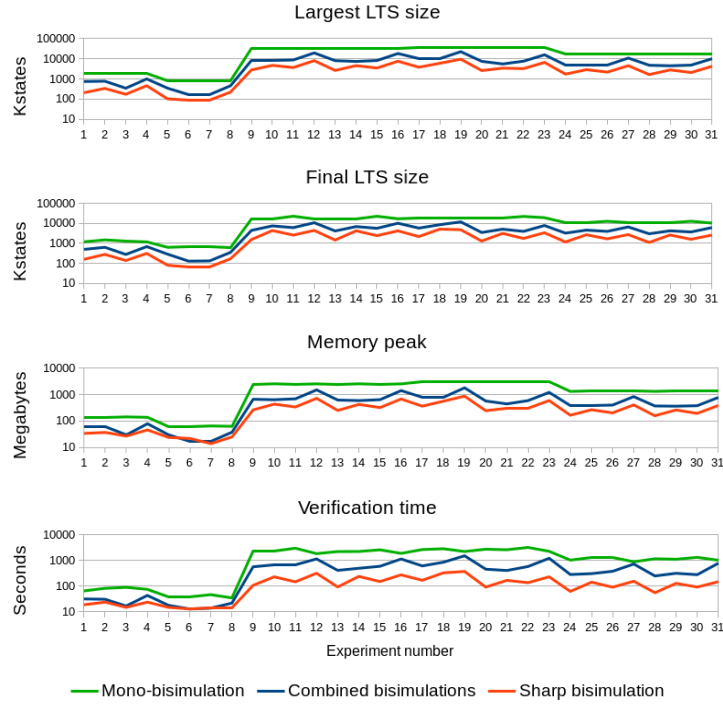 Largest LTS size
Kstates
100000
10000
1000
100
10
1 2 3 4 5 6 7 8 9 10 11 12 13 14 15 16 17 18 19 20 21 22 23 24 25 26 27 28 29 30 31
Final LTS size
Kstates
100000
10000
1000
100
10
1 2 3 4 5 6 7 8 9 10 11 12 13 14 15 16 17 18 19 20 21 22 23 24 25 26 27 28 29 30 31
Memory peak
Megabytes
10000
1000
100
10
1 2 3 4 5 6 7 8 9 10 11 12 13 14 15 16 17 18 19 20 21 22 23 24 25 26 27 28 29 30 31
Verification time
Seconds
10000
1000
100
10
1 2 3 4 5 6 7 8 9 10 11 12 13 14 15 16 17 18 19 20 21 22 23 24 25 26 27 28 29 30 31
Experiment number
Mono-bisimulation Combined bisimulations Sharp bisimulation